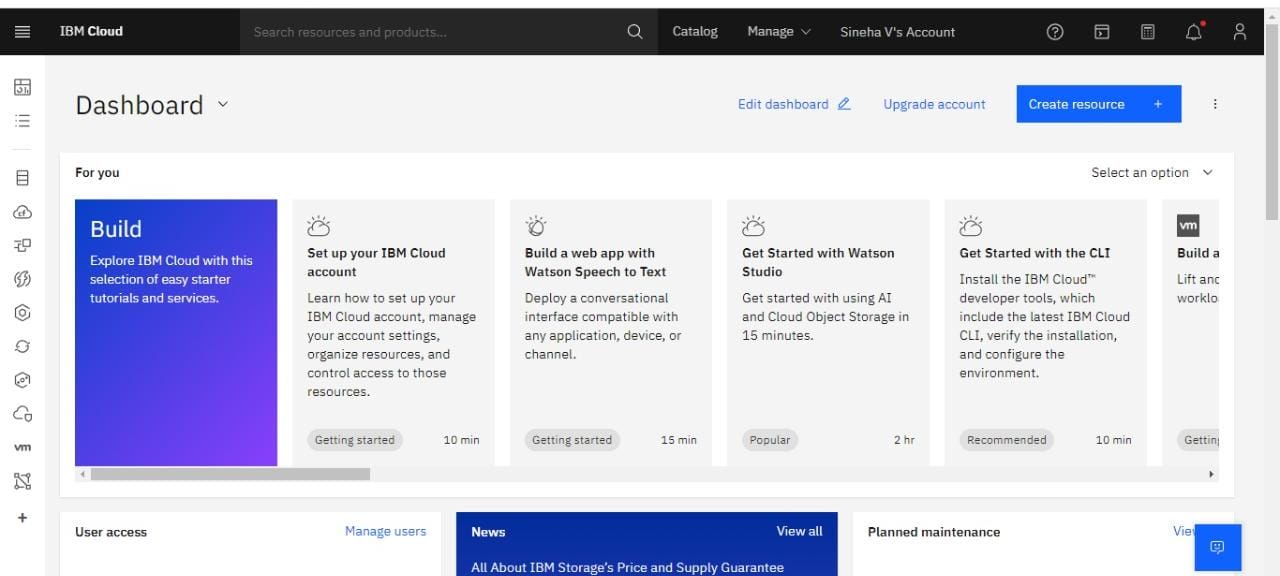 IBM Cloud
Search resources and products...
Catalog
Manage
Sineha V's Account
Dashboard
Edit dashboard
Upgrade account
Create resource +
For you
Select an option
Build
Explore IBM Cloud with this
selection of easy starter
tutorials and services.
Set up your IBM Cloud
account
Learn how to set up your
IBM Cloud account, manage
your account settings,
organize resources, and
control access to those
resources.
Getting started
10 min
Build a web app with
Watson Speech to Text
Deploy a conversational
interface compatible with
any application, device, or
channel.
Getting started
15 min
Get Started with Watson
Studio
Get started with using AI
and Cloud Object Storage in
15 minutes.
Popular
2 hr
Get Started with the CLI
Install the IBM Cloud™
developer tools, which
include the latest IBM Cloud
CLI, verify the installation,
and configure the
environment.
Recommended
10 min
vm
Build a
Lift and
vm
User access
Manage users
News
View all
All About IBM Storage's Price and Supply Guarantee
Planned maintenance